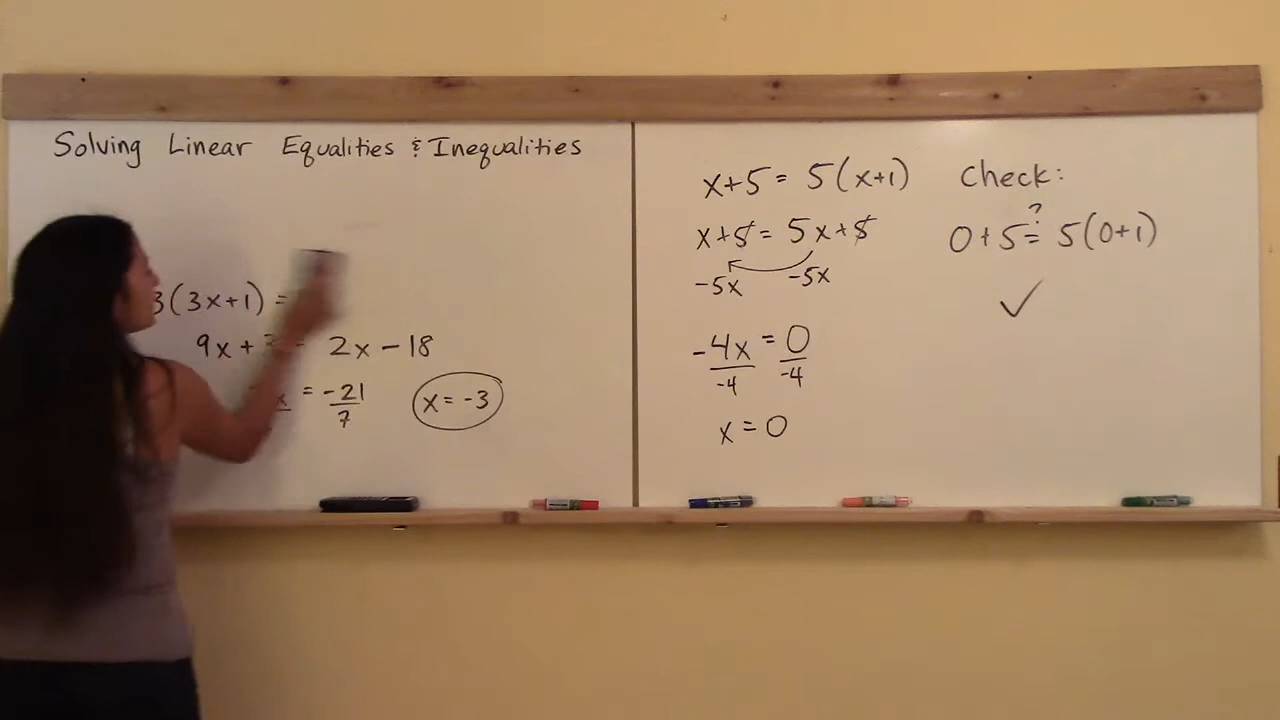 Solving Linear Equalities & Inequalities
3(3x+1) =
9x + 3 = 2x - 18
x = -21
7
x = -3
x+5 = 5(x+1)
x+5 = 5x+5
-5x -5x
-4x = 0
-4 -4
x = 0
Check:
?
0+5 = 5(0+1)
✓